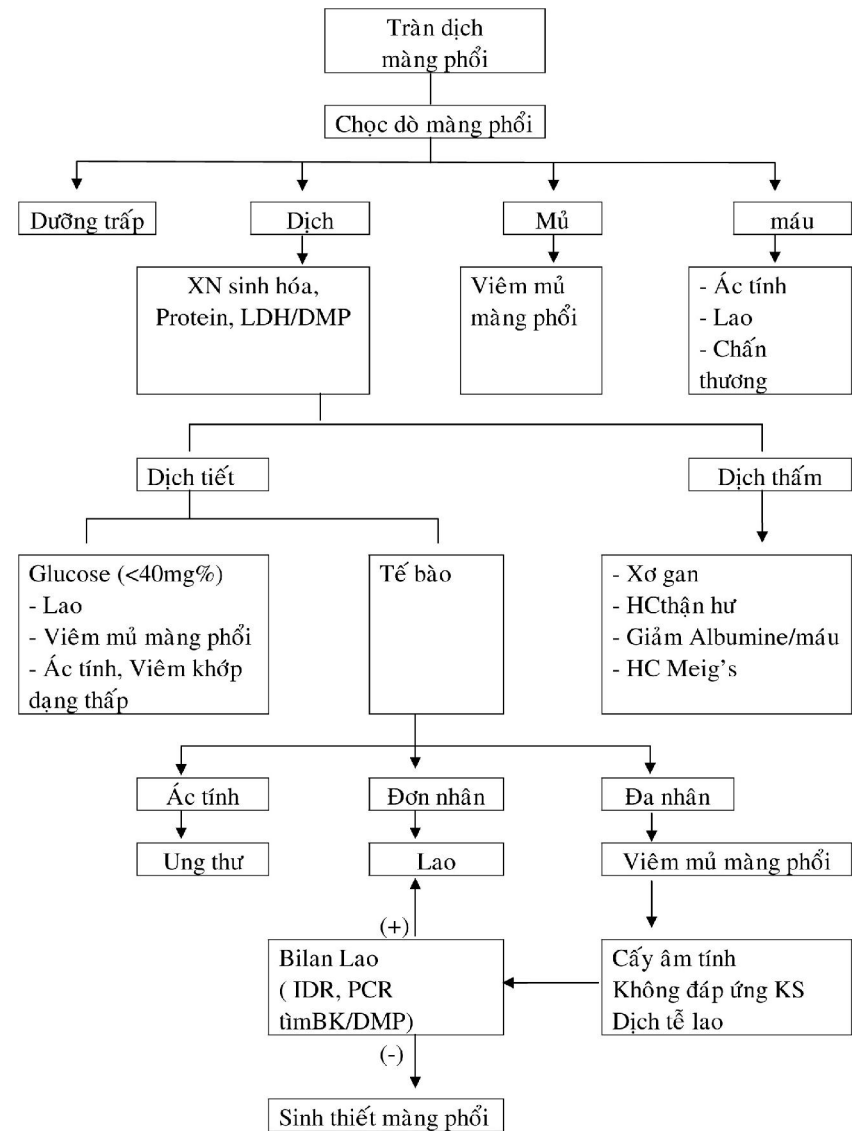 Tràn dịch
màng phổi
Chọc dò màng phổi
Dưỡng trấp
Dịch
Mủ
máu
XN sinh hóa,
Protein, LDH/DMP
Viêm mủ
màng phổi
- Ác tính
- Lao
- Chấn
thương
Dịch tiết
Dịch thấm
Glucose (<40mg%)
- Lao
- Viêm mủ màng phổi
- Ác tính, Viêm khớp
dạng thấp
Tế bào
- Xơ gan
- HCthận hư
- Giảm Albumine/máu
- HC Meig's
Ác tính
Đơn nhân
Đa nhân
Ung thư
Lao
Viêm mủ màng phổi
(+)
Bilan Lao
( IDR, PCR
tìmBK/DMP)
Cấy âm tính
Không đáp ứng KS
Dịch tễ lao
(-)
Sinh thiết màng phổi